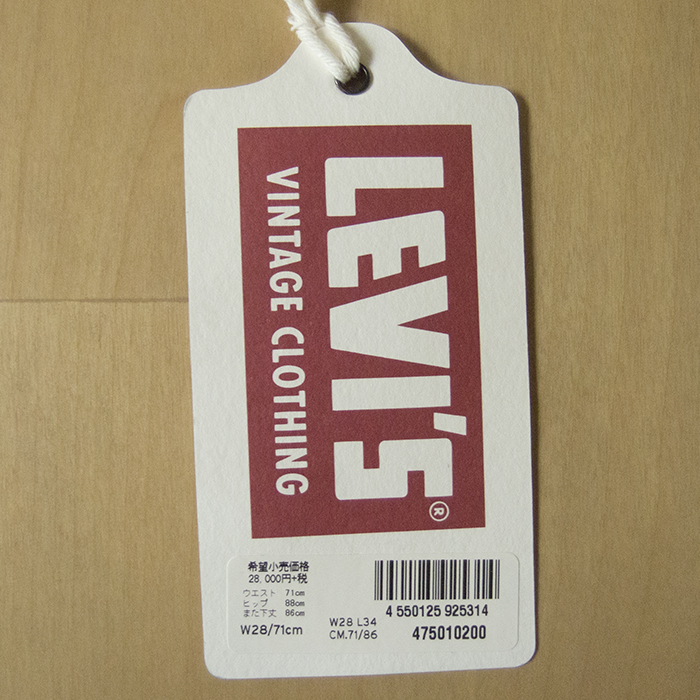 LEVI'S®
VINTAGE CLOTHING
希望小売価格
28,000円+税
ウエスト 71cm
ヒップ 88cm
また下丈 86cm
W28/71cm
W28 L34
CM.71/86
4 550125 925314
475010200